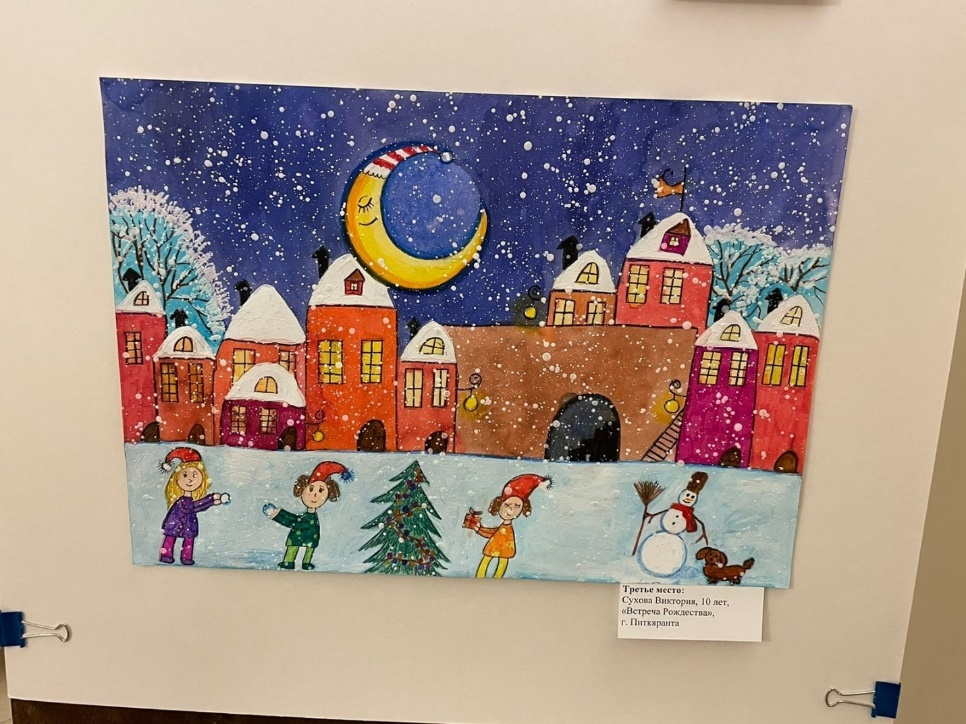 Третье место:
Сухова Виктория, 10 лет,
«Встреча Рождества»,
г. Питкяранта